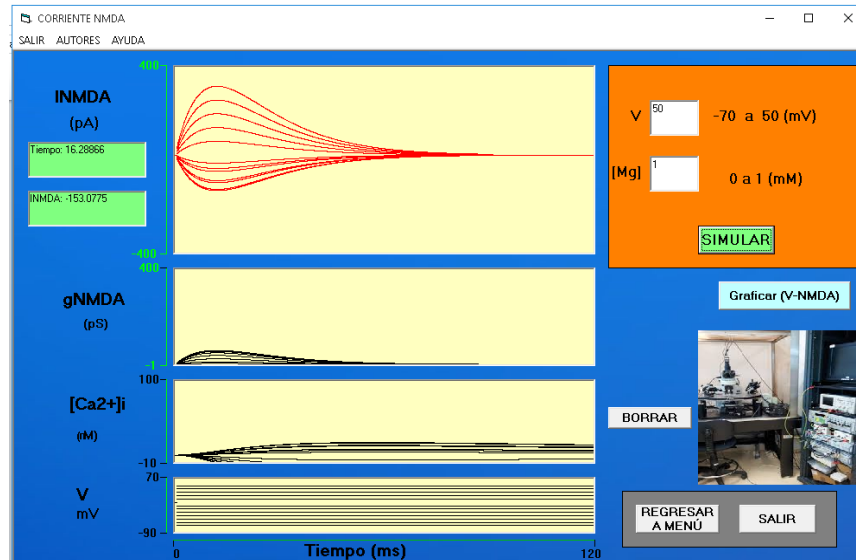 CORRIENTE NMDA
SALIR AUTORES AYUDA
400
INMDA
(pA)
Tiempo: 16.28866
INMDA: -153.0775
-400
V 50 -70 a 50 (mV)
[Mg] 1 0 a 1 (mM)
SIMULAR
400
gNMDA
(pS)
-1
Graficar (V-NMDA)
100
[Ca2+]i
(nM)
-10
BORRAR
70
V
mV
-90
0 Tiempo (ms) 120
REGRESAR
A MENÚ
SALIR